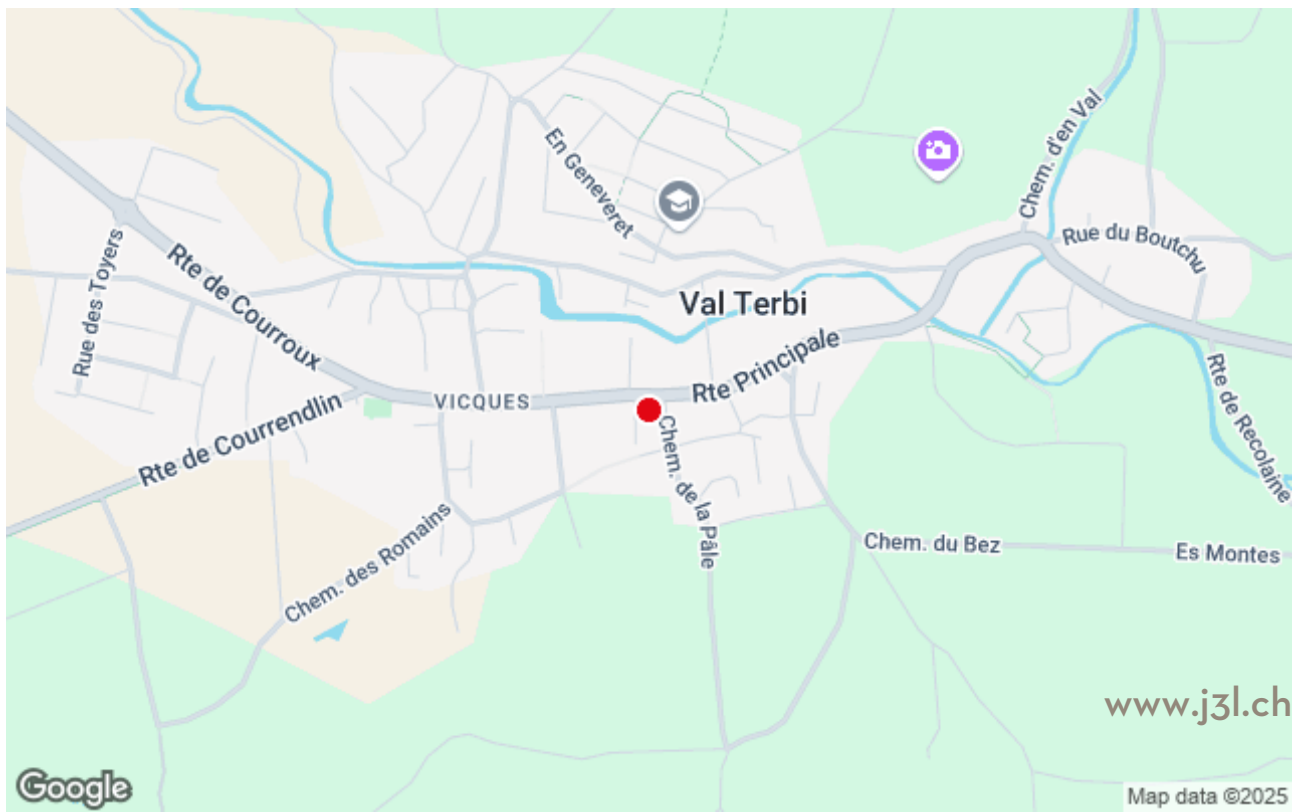 Chem. d'en Val
En Geneveret
Rue du Boutchu
Rue des Toyers
Rte de Courroux
Val Terbi
Rte Principale
VICQUES
Rte de Recolaine
Rte de Courrendlin
Chem. de la Pâle
Chem. des Romains
Chem. du Bez
Es Montes
www.j3l.ch
Google
Map data ©2025